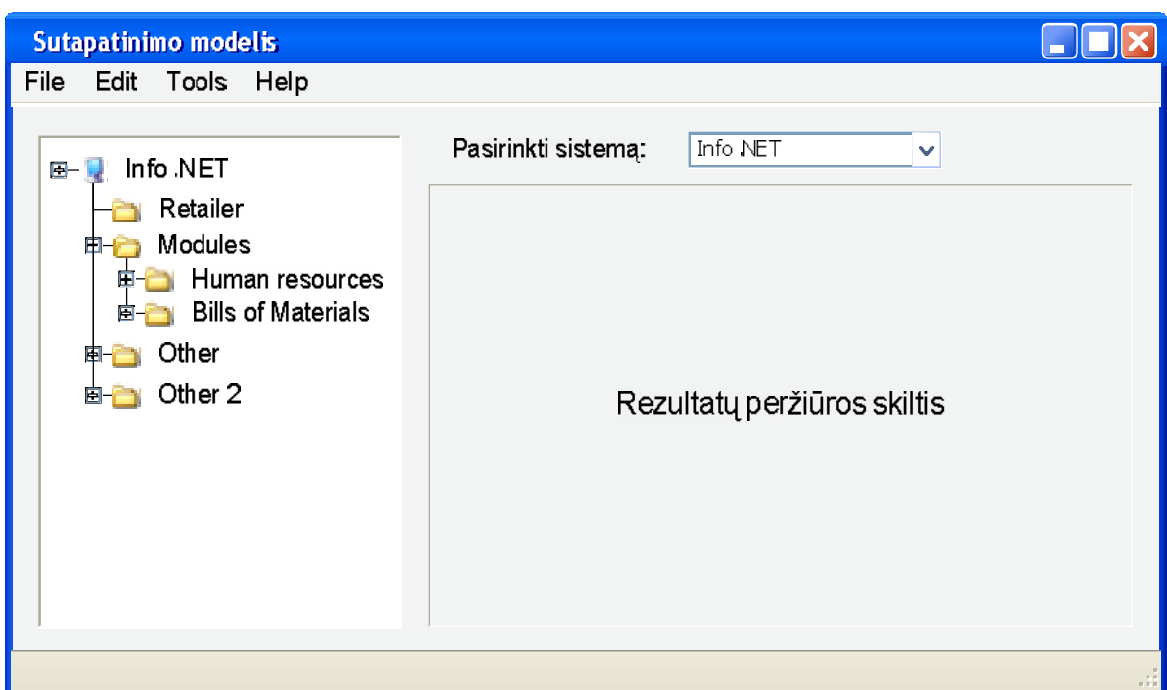 Sutapatinimo modelis
File Edit Tools Help
Pasirinkti sistemą: Info .NET
Info .NET
Retailer
Modules
Human resources
Bills of Materials
Other
Other 2
Rezultatų peržiūros skiltis